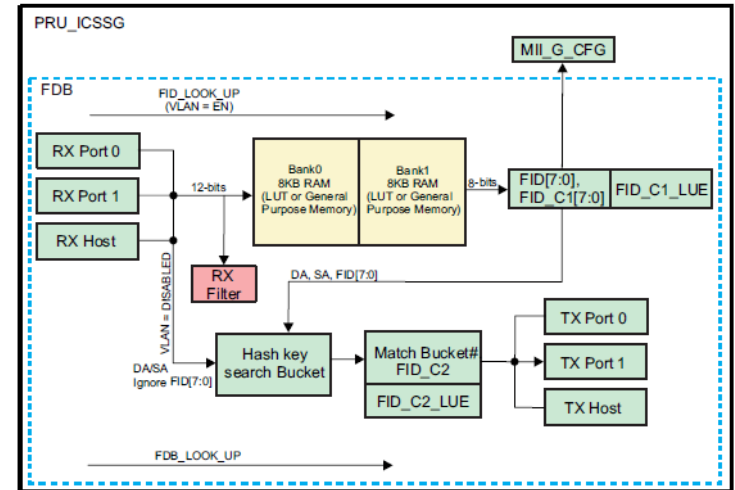 PRU_ICSSG
MII_G_CFG
FDB
FID_LOOK_UP
(VLAN = EN)
RX Port 0
RX Port 1
RX Host
12-bits
Bank0
8KB RAM
(LUT or General
Purpose Memory)
Bank1
8KB RAM
(LUT or General
Purpose Memory)
8-bits
FID[7:0],
FID_C1[7:0]
FID_C1_LUE
RX
Filter
DA, SA, FID[7:0]
VLAN = DISABLED
DA/SA
Ignore FID[7:0]
Hash key
search Bucket
Match Bucket#
FID_C2
FID_C2_LUE
TX Port 0
TX Port 1
TX Host
FDB_LOOK_UP